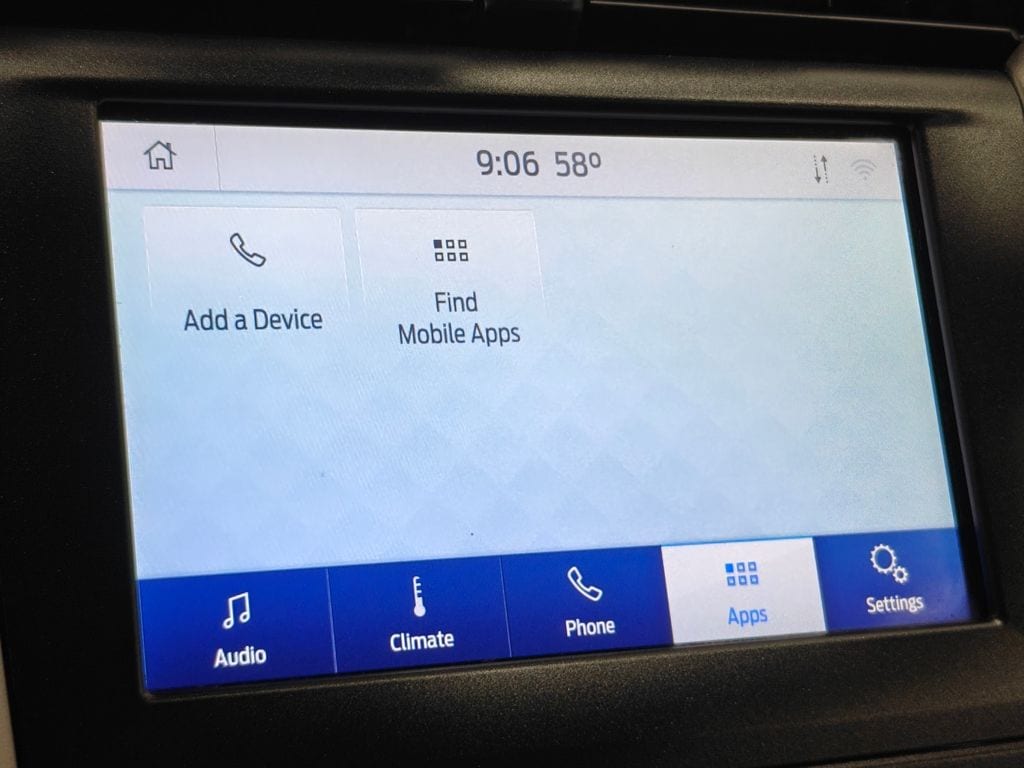 9:06 58°
Add a Device
Find
Mobile Apps
Audio
Climate
Phone
Apps
Settings